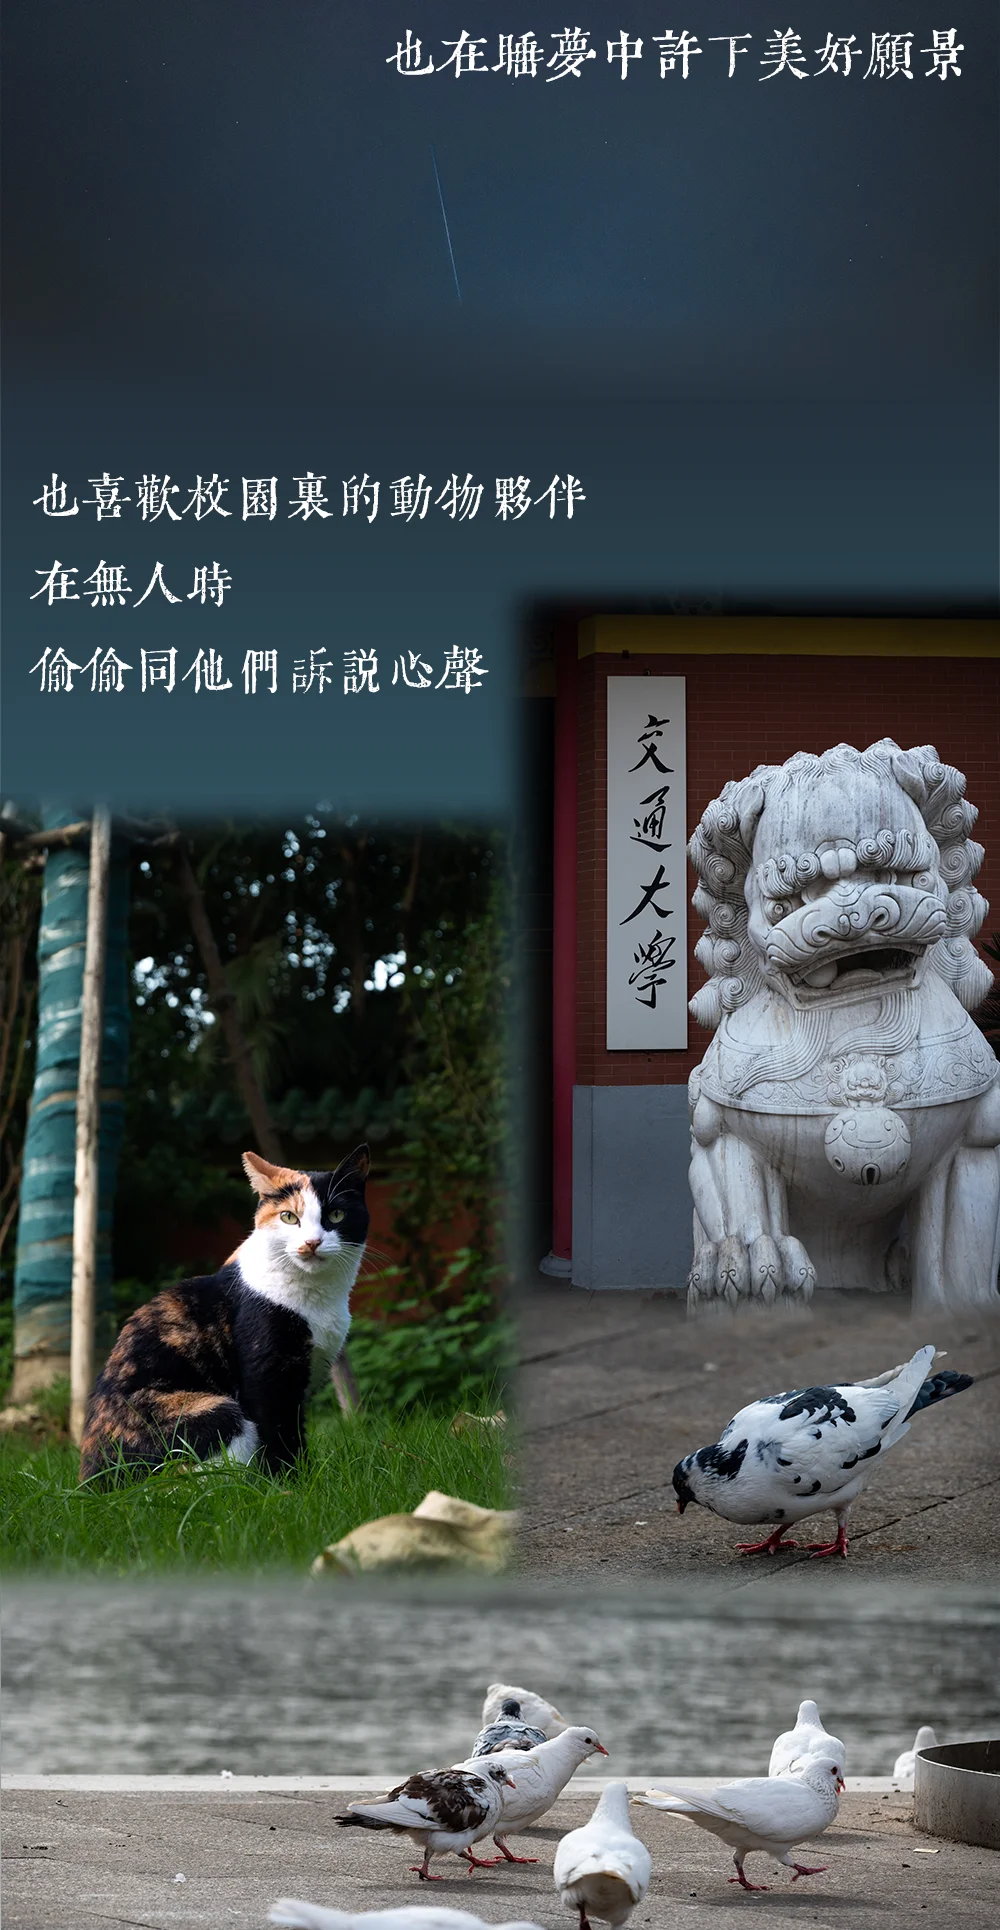 也在睡夢中許下美好願景
也喜歡校園裏的動物夥伴
在無人時
偷偷同他們訴説心聲
交通大學